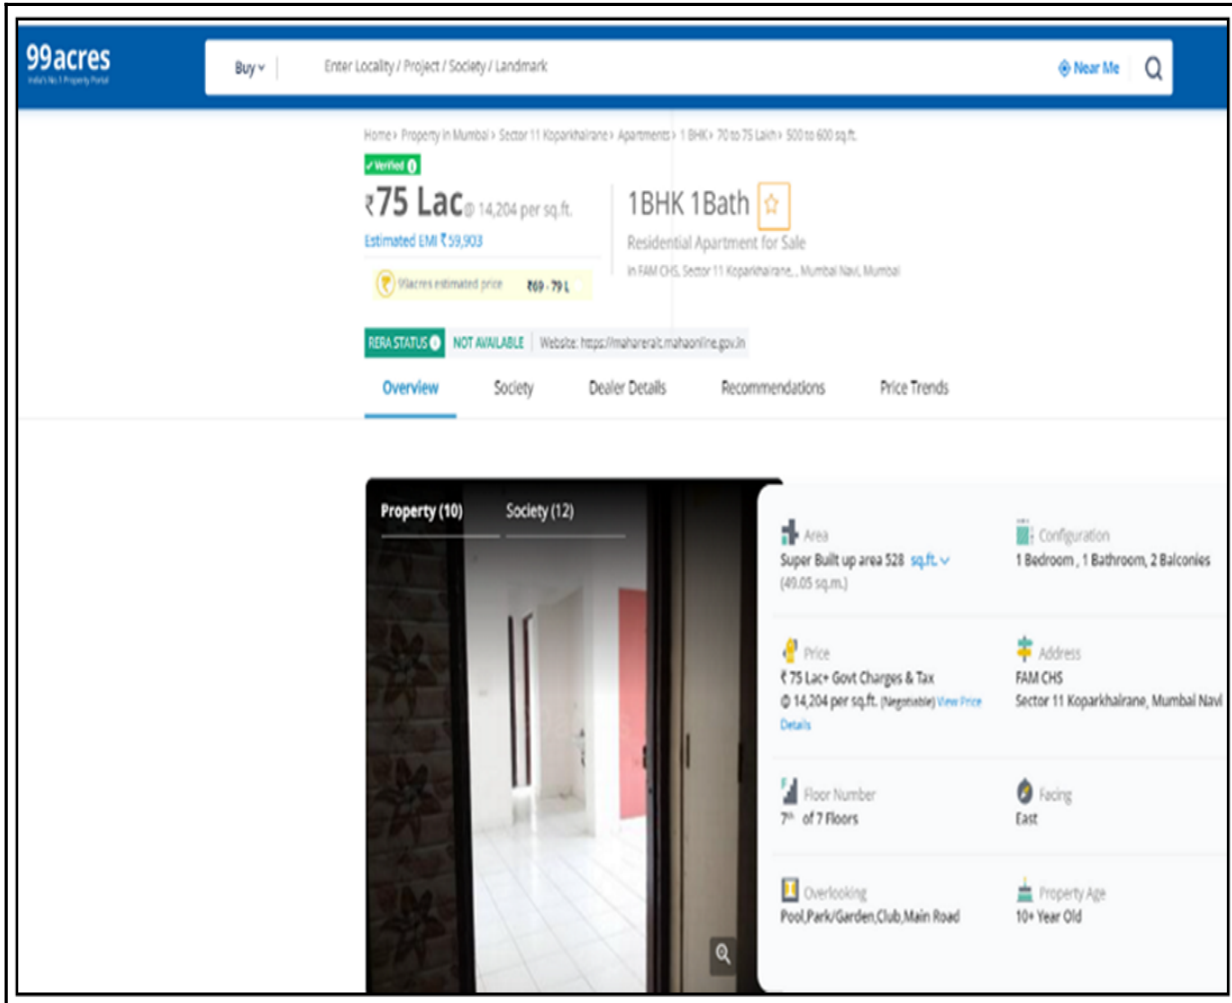 99acres
India's No.1 Property Portal
Buy
Enter Locality / Project / Society / Landmark
Near Me
Home › Property in Mumbai › Sector 11 Koparkhairane › Apartments › 1 BHK › 70 to 75 Lakh › 500 to 600 sq.ft.
Verified
₹75 Lac @ 14,204 per sq.ft.
Estimated EMI ₹59,903
99acres estimated price ₹69 - 79 L
1BHK 1Bath
Residential Apartment for Sale
in FAM CHS, Sector 11 Koparkhairane, , Mumbai Navi, Mumbai
RERA STATUS NOT AVAILABLE Website: https://maharerait.mahaonline.gov.in
Overview Society Dealer Details Recommendations Price Trends
Property (10) Society (12)
Area
Super Built up area 528 sq.ft.
(49.05 sq.m.)
Configuration
1 Bedroom , 1 Bathroom, 2 Balconies
Price
₹ 75 Lac+ Govt Charges & Tax
@ 14,204 per sq.ft. (Negotiable) View Price
Details
Address
FAM CHS
Sector 11 Koparkhairane, Mumbai Navi
Floor Number
7th of 7 Floors
Facing
East
Overlooking
Pool,Park/Garden,Club,Main Road
Property Age
10+ Year Old